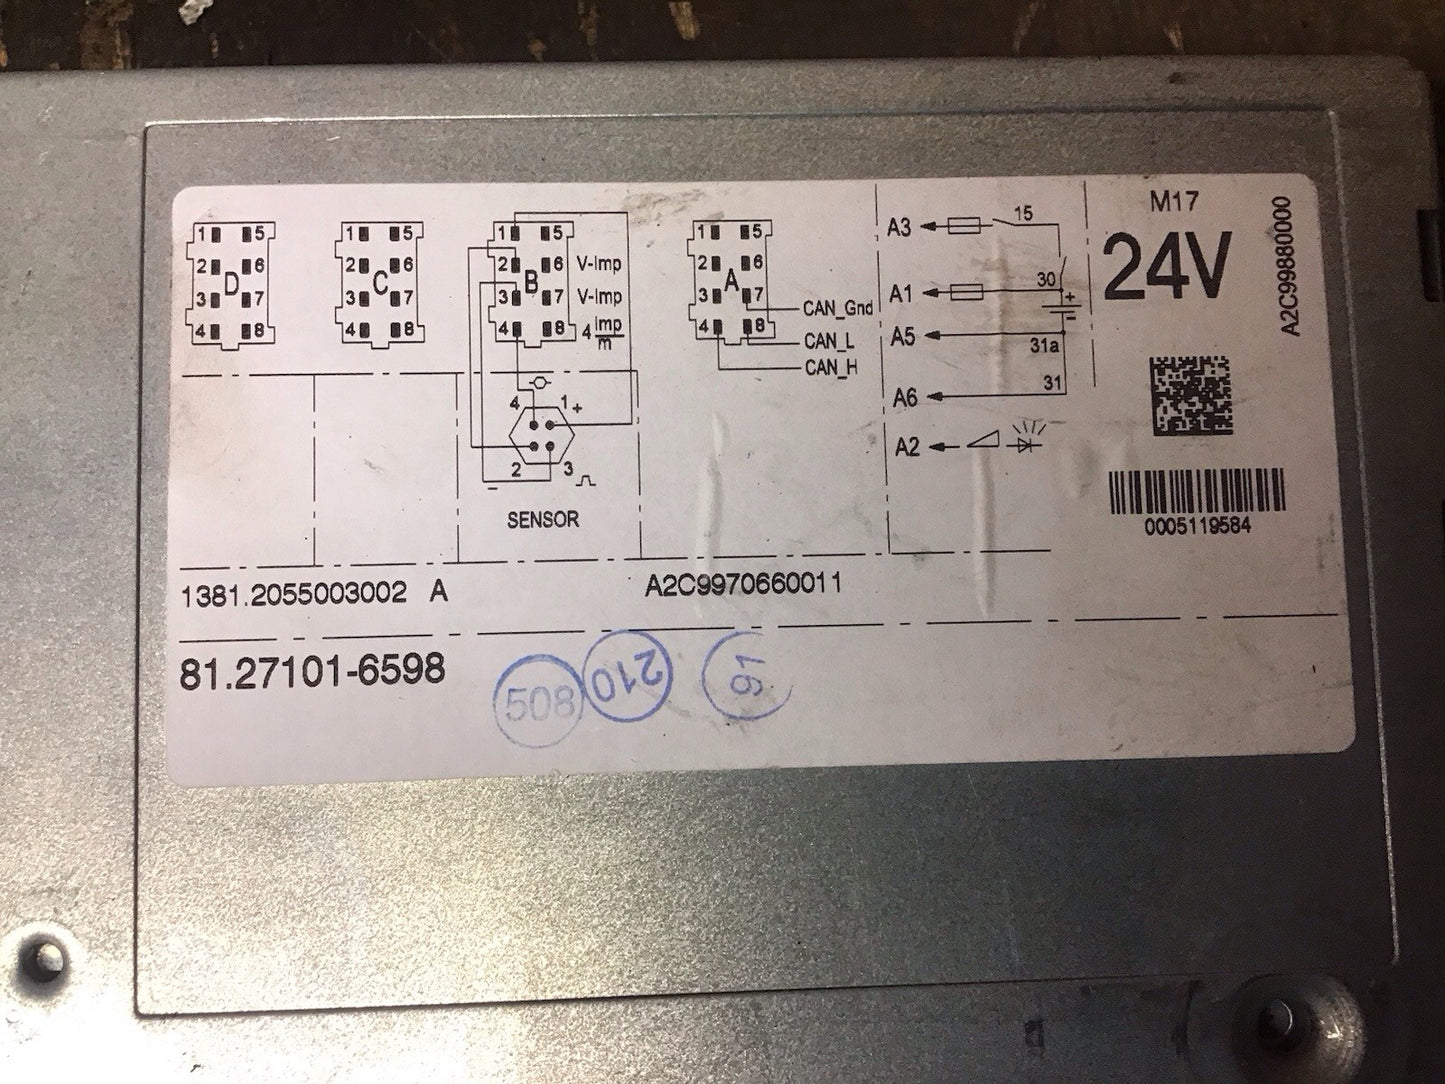 1 5
2 6
D
3 7
4 8
1 5
2 6
C
3 7
4 8
1 5
2 6 V-Imp
B
3 7 V-Imp
4 8 4 Imp/m
4 1 +
2 3
-
SENSOR
1 5
2 6
A
3 7
4 8
CAN_Gnd
CAN_L
CAN_H
A3 15
30
A1
+
-
A5
31a
31
A6
A2
M17
24V
A2C99880000
0005119584
1381.2055003002 A
A2C9970660011
81.27101-6598
508
210
91